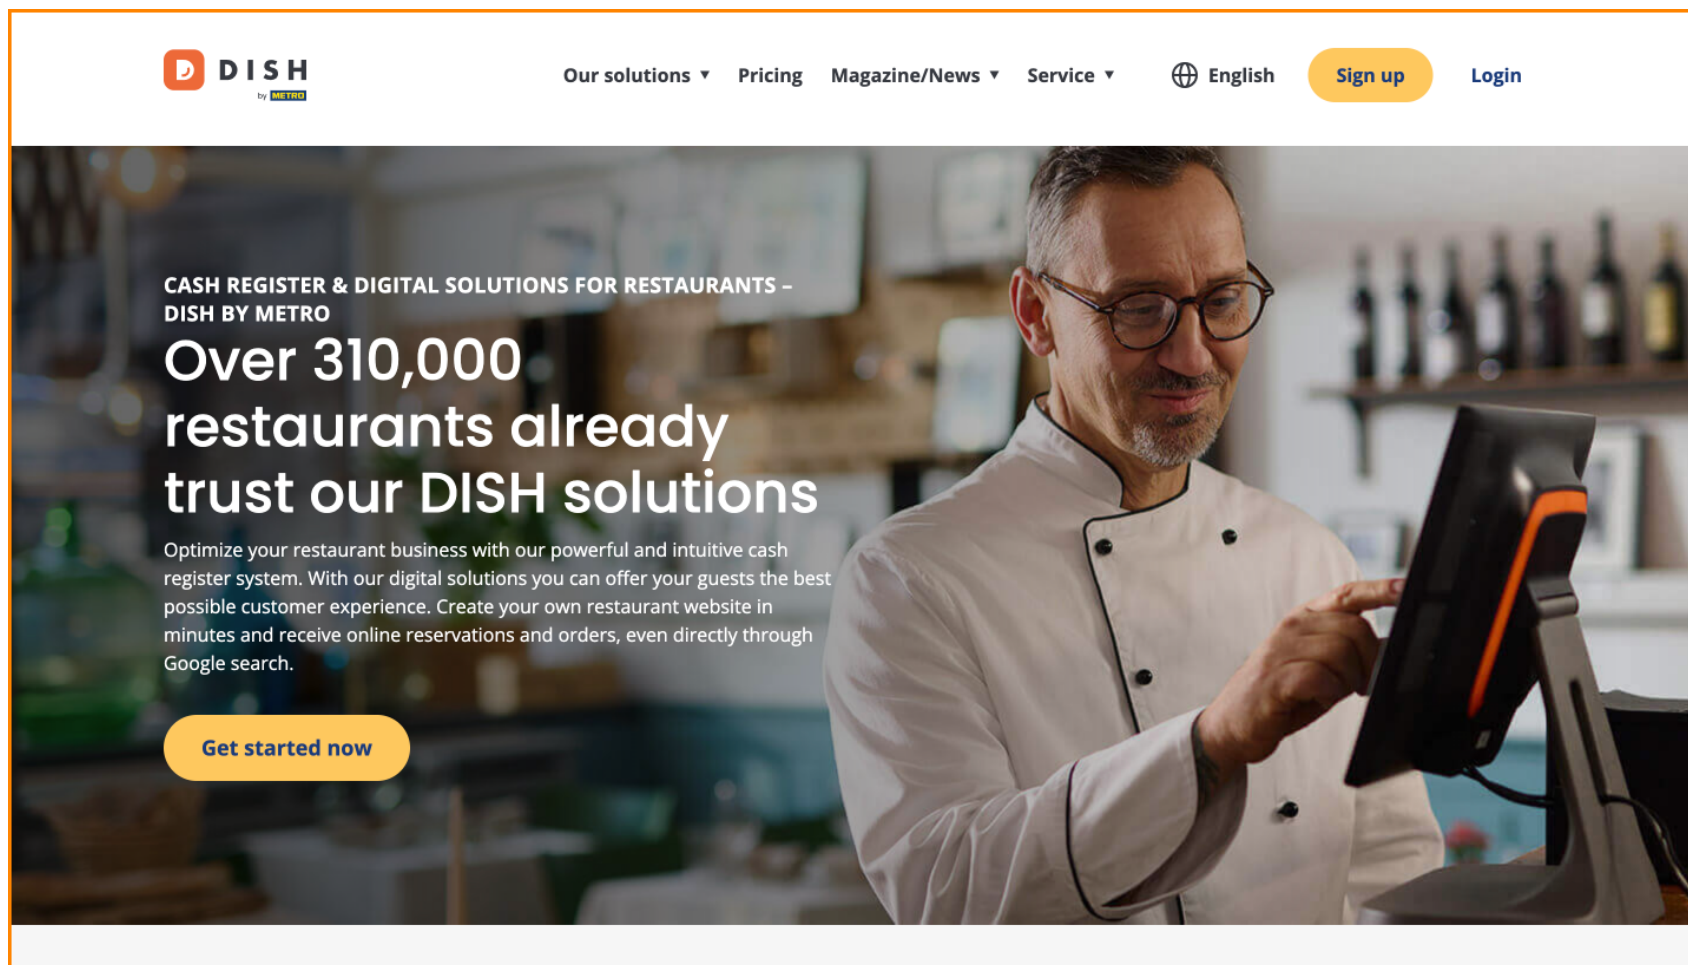 DISH
by METRO
Our solutions ▼ Pricing Magazine/News ▼ Service ▼ English Sign up Login
CASH REGISTER & DIGITAL SOLUTIONS FOR RESTAURANTS –
DISH BY METRO
Over 310,000
restaurants already
trust our DISH solutions
Optimize your restaurant business with our powerful and intuitive cash
register system. With our digital solutions you can offer your guests the best
possible customer experience. Create your own restaurant website in
minutes and receive online reservations and orders, even directly through
Google search.
Get started now